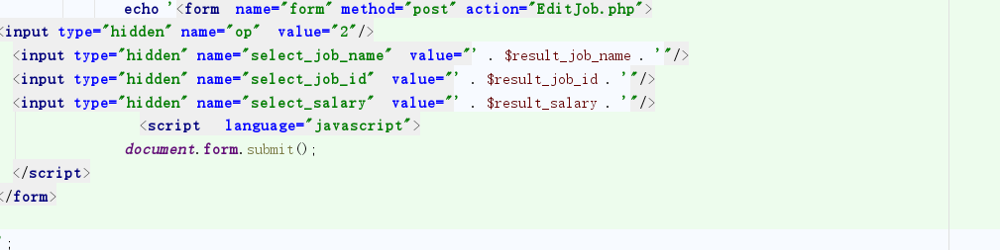 echo '<form  name="form" method="post" action="EditJob.php">
<input type="hidden" name="op"  value="2"/>
<input type="hidden" name="select_job_name"  value="' . $result_job_name . '"/>
<input type="hidden" name="select_job_id"  value="' . $result_job_id . '"/>
<input type="hidden" name="select_salary"  value="' . $result_salary . '"/>
<script   language="javascript">
document.form.submit();
</script>
</form>
';